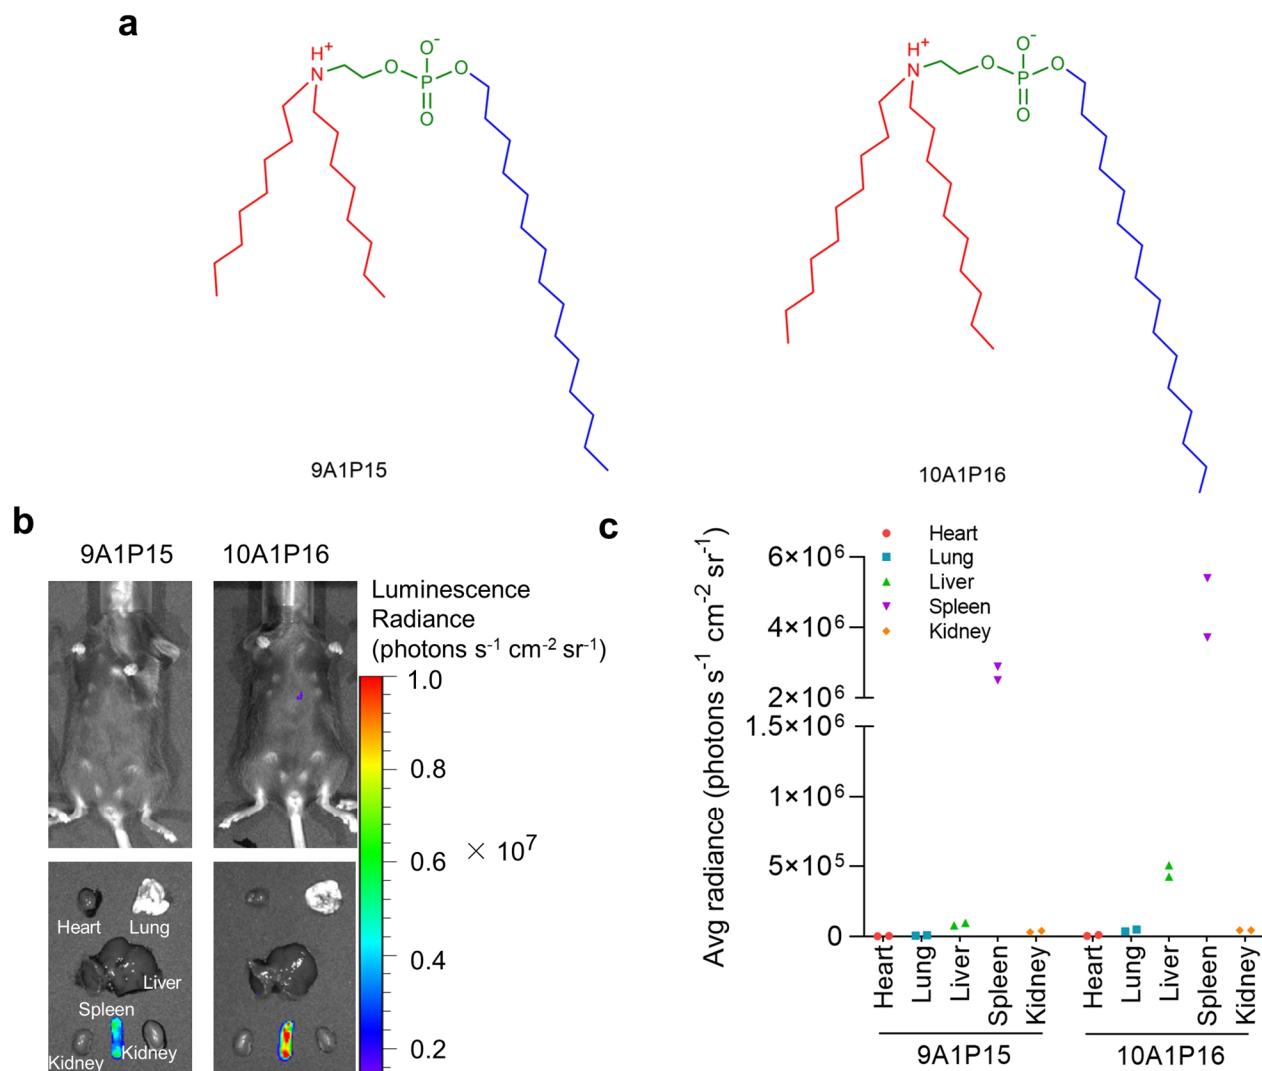 a
H+
N
O
O-
P
O
O
H+
N
O
O-
P
O
O
9A1P15
10A1P16
b
9A1P15
10A1P16
Luminescence
Radiance
(photons s-1 cm-2 sr-1)
1.0
0.8
0.6
× 107
0.4
0.2
Heart
Lung
Liver
Spleen
Kidney
Kidney
c
Avg radiance (photons s-1 cm-2 sr-1)
Heart
Lung
Liver
Spleen
Kidney
6×106
4×106
2×106
1.5×106
1×106
5×105
0
Heart
Lung
Liver
Spleen
Kidney
Heart
Lung
Liver
Spleen
Kidney
9A1P15
10A1P16